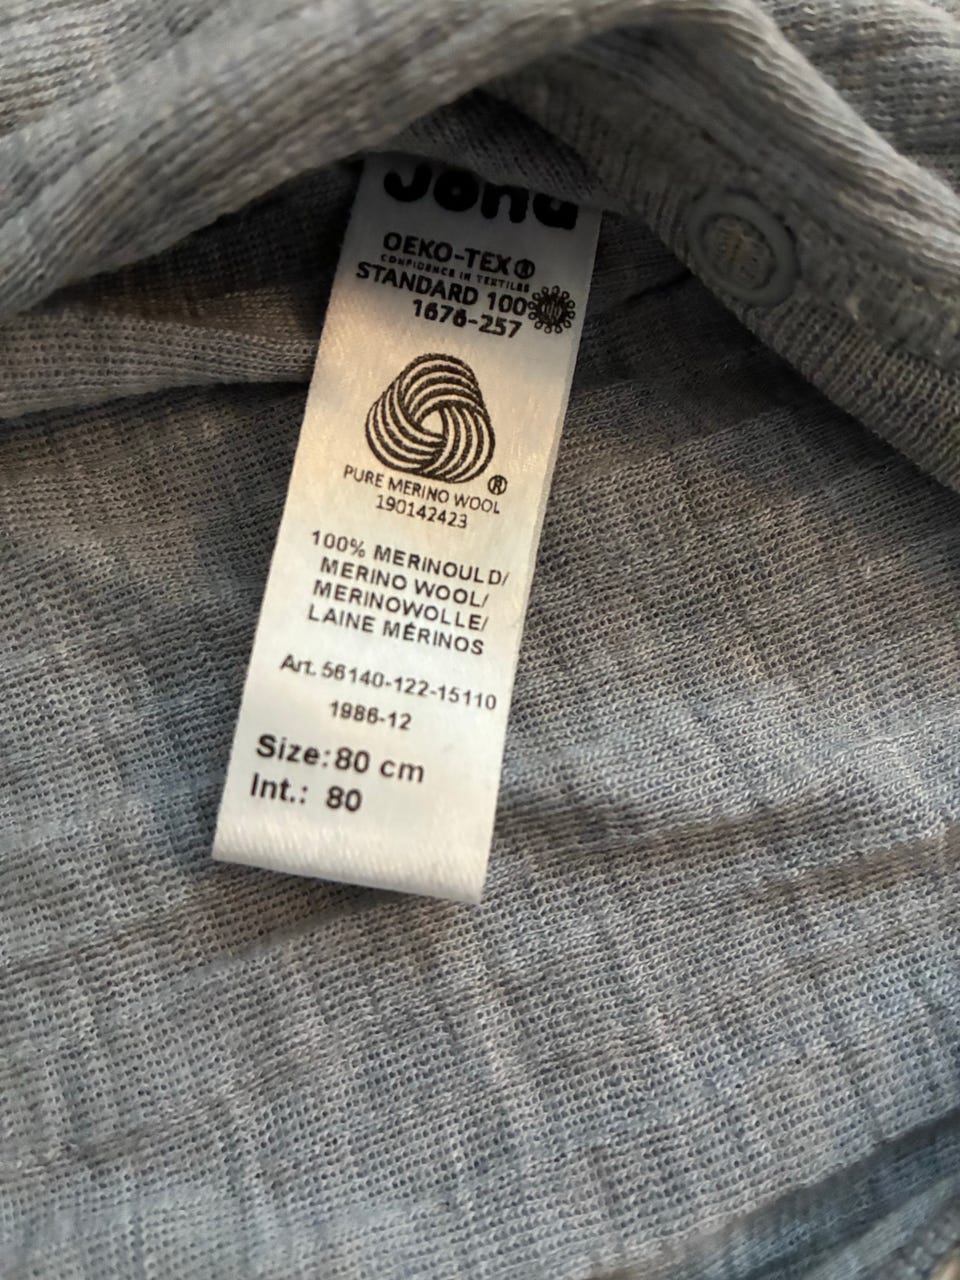 OEKO-TEX®
CONFIDENCE IN TEXTILES
STANDARD 100
1676-257
PURE MERINO WOOL
®
190142423
100% MERINOULD/
MERINO WOOL/
MERINOWOLLE/
LAINE MÉRINOS
Art. 56140-122-15110
1986-12
Size: 80 cm
Int.: 80